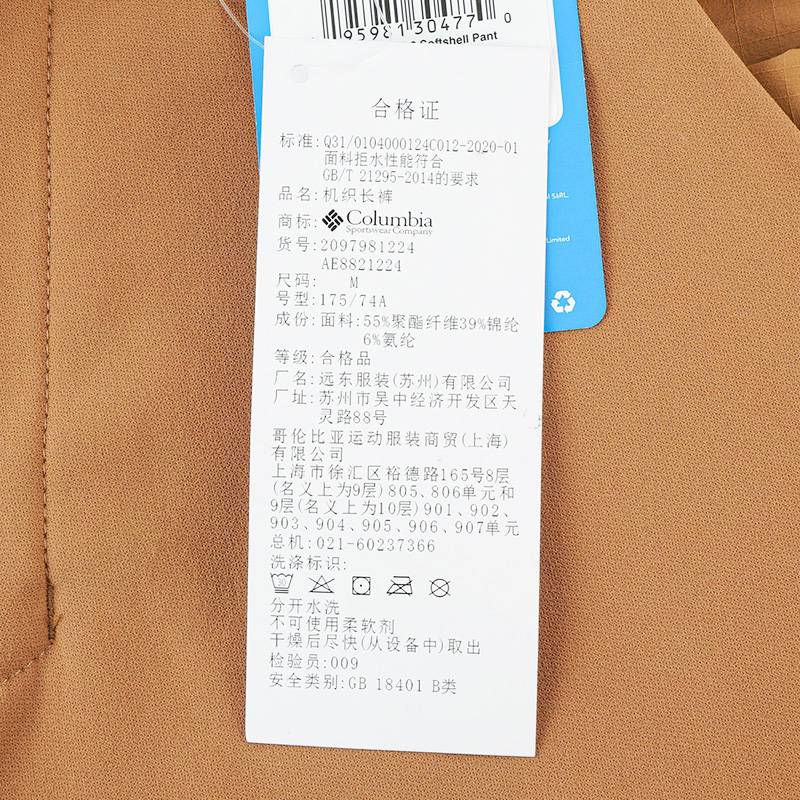 95981 30477 0
Softshell Pant
合格证
标准:Q31/0104000124C012-2020-01
面料拒水性能符合
GB/T 21295-2014的要求
品名:机织长裤
商标: Columbia
Sportswear Company
货号:2097981224
AE8821224
尺码: M
号型:175/74A
成份:面料:55%聚酯纤维39%锦纶
6%氨纶
等级:合格品
厂名:远东服装(苏州)有限公司
厂址:苏州市吴中经济开发区天
灵路88号
哥伦比亚运动服装商贸(上海)
有限公司
上海市徐汇区裕德路165号8层
(名义上为9层)805、806单元和
9层(名义上为10层)901、902、
903、904、905、906、907单元
总机:021-60237366
洗涤标识:
30
分开水洗
不可使用柔软剂
干燥后尽快(从设备中)取出
检验员:009
安全类别:GB 18401 B类
SàRL
Limited